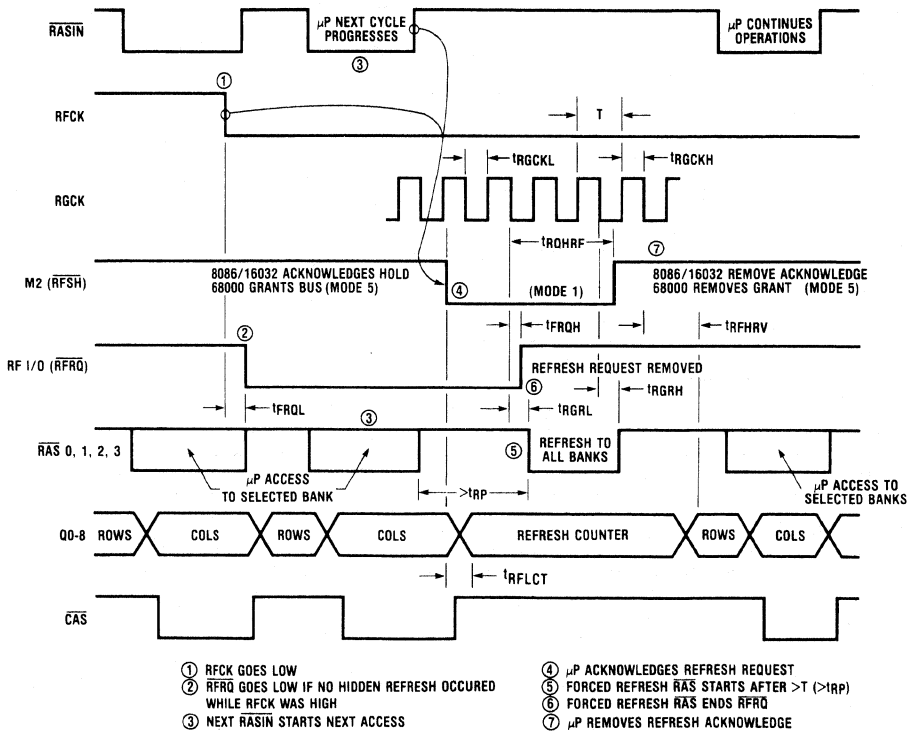 RASIN
μP NEXT CYCLE
PROGRESSES
μP CONTINUES
OPERATIONS
③
①
RFCK
T
tRGCKL
tRGCKH
RGCK
tRQHRF
⑦
M2 (RFSH)
8086/16032 ACKNOWLEDGES HOLD
68000 GRANTS BUS (MODE 5)
④
(MODE 1)
8086/16032 REMOVE ACKNOWLEDGE
68000 REMOVES GRANT (MODE 5)
tFRQH
tRFHRV
②
RF I/O (RFRQ)
REFRESH REQUEST REMOVED
⑥
tRGRH
tFRQL
③
tRGRL
RAS 0, 1, 2, 3
⑤
REFRESH TO
ALL BANKS
μP ACCESS
TO SELECTED BANK
>tRP
μP ACCESS TO
SELECTED BANKS
Q0-8
ROWS
COLS
ROWS
COLS
REFRESH COUNTER
ROWS
COLS
tRFLCT
CAS
① RFCK GOES LOW
② RFRQ GOES LOW IF NO HIDDEN REFRESH OCCURED
WHILE RFCK WAS HIGH
③ NEXT RASIN STARTS NEXT ACCESS
④ μP ACKNOWLEDGES REFRESH REQUEST
⑤ FORCED REFRESH RAS STARTS AFTER >T (>tRP)
⑥ FORCED REFRESH RAS ENDS RFRQ
⑦ μP REMOVES REFRESH ACKNOWLEDGE